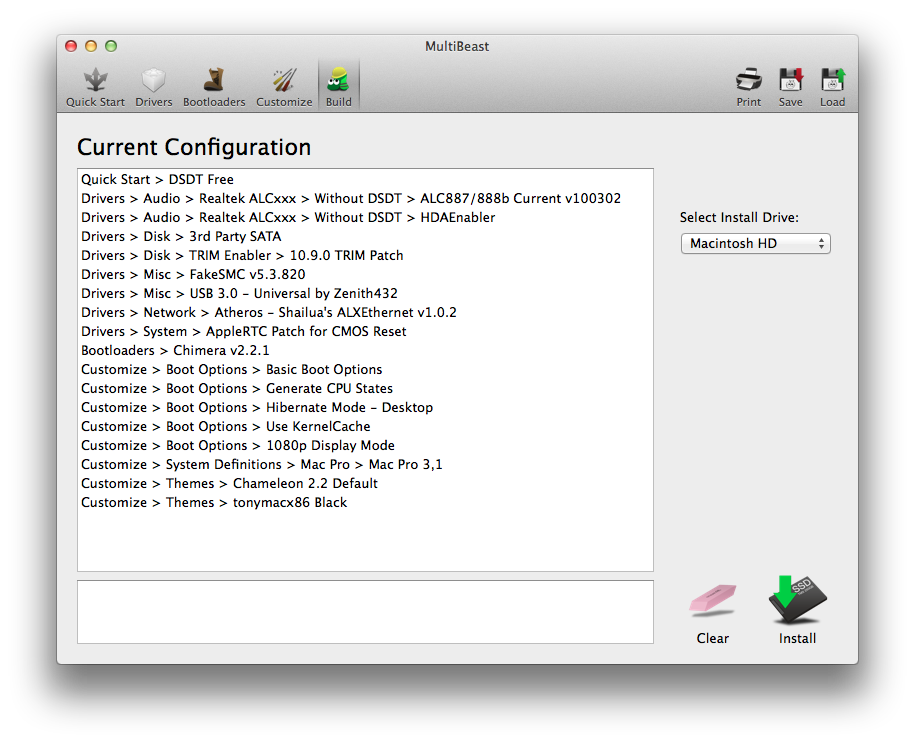 MultiBeast
Quick Start Drivers Bootloaders Customize Build Print Save Load
Current Configuration
Quick Start > DSDT Free
Drivers > Audio > Realtek ALCxxx > Without DSDT > ALC887/888b Current v100302
Drivers > Audio > Realtek ALCxxx > Without DSDT > HDAEnabler
Drivers > Disk > 3rd Party SATA
Drivers > Disk > TRIM Enabler > 10.9.0 TRIM Patch
Drivers > Misc > FakeSMC v5.3.820
Drivers > Misc > USB 3.0 - Universal by Zenith432
Drivers > Network > Atheros - Shailua's ALXEthernet v1.0.2
Drivers > System > AppleRTC Patch for CMOS Reset
Bootloaders > Chimera v2.2.1
Customize > Boot Options > Basic Boot Options
Customize > Boot Options > Generate CPU States
Customize > Boot Options > Hibernate Mode - Desktop
Customize > Boot Options > Use KernelCache
Customize > Boot Options > 1080p Display Mode
Customize > System Definitions > Mac Pro > Mac Pro 3,1
Customize > Themes > Chameleon 2.2 Default
Customize > Themes > tonymacx86 Black
Select Install Drive:
Macintosh HD
SSD
Clear Install